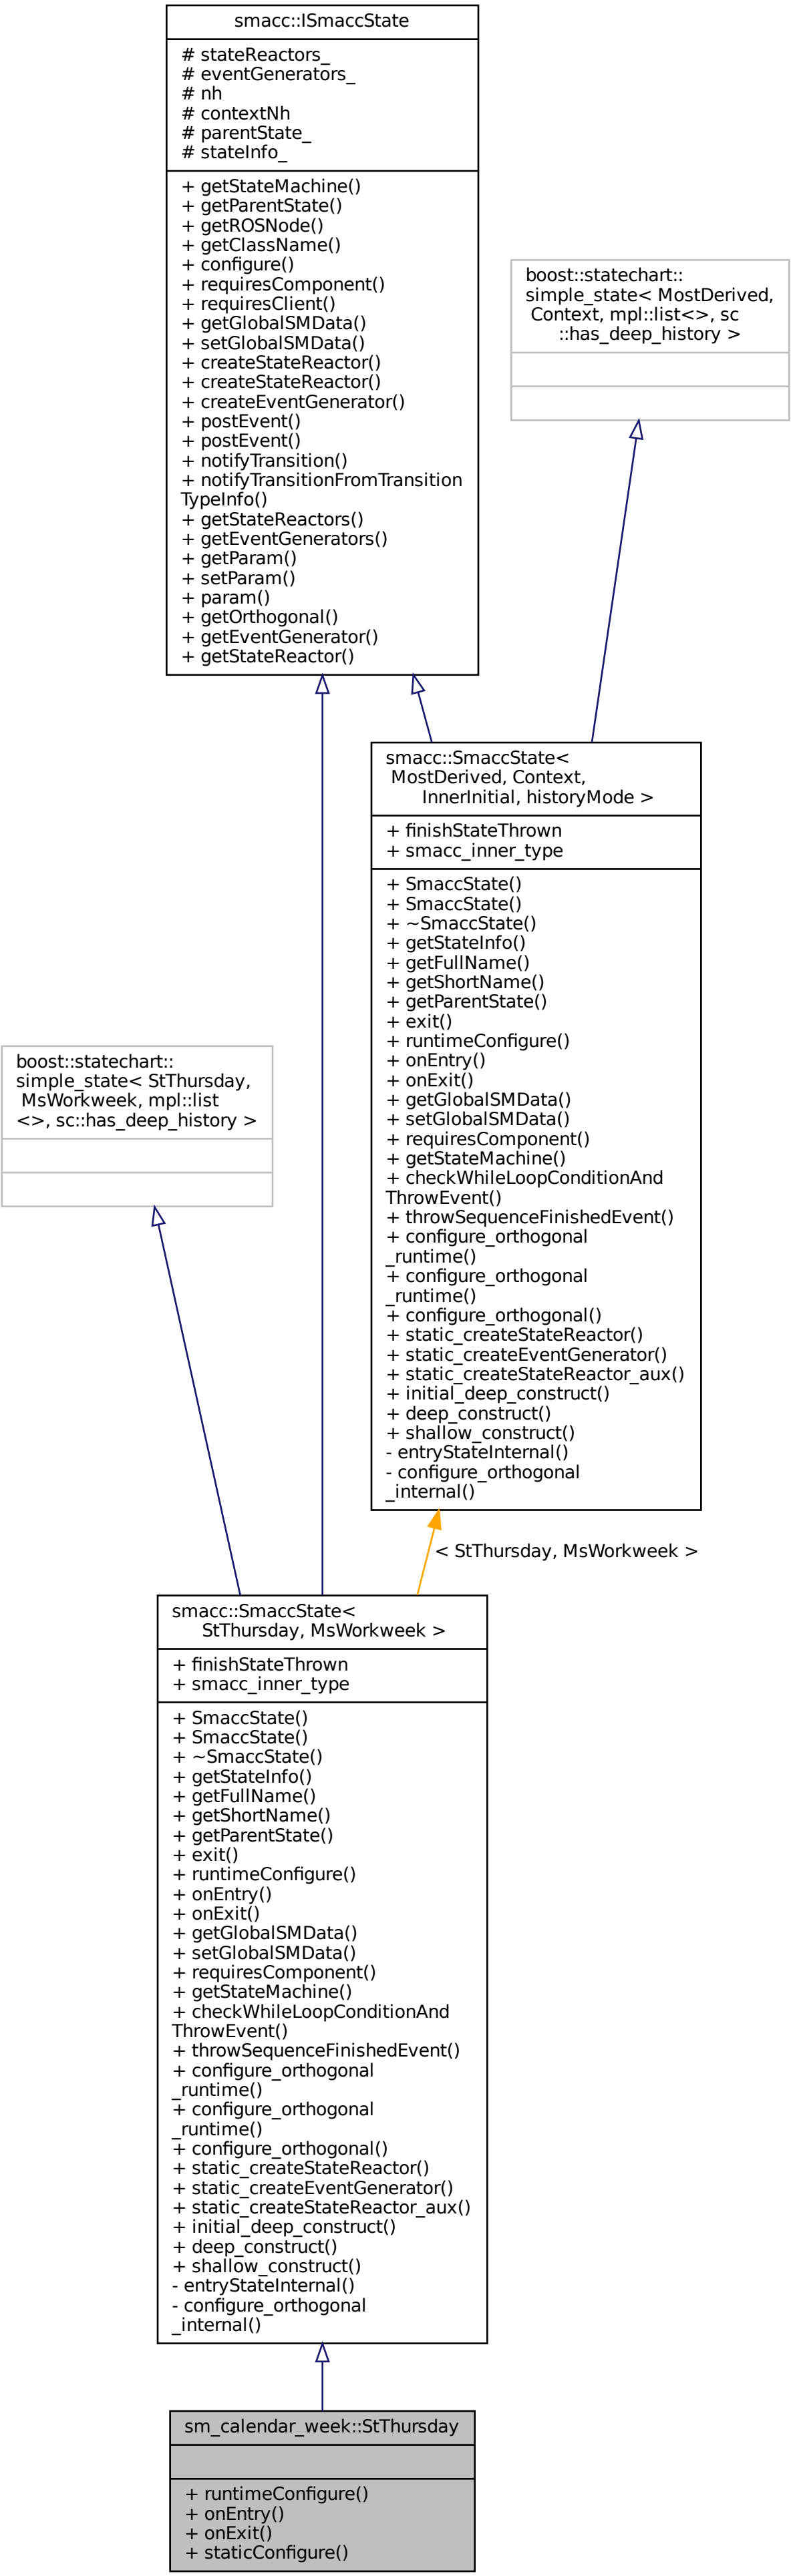 smacc::ISmaccState
# stateReactors_
# eventGenerators_
# nh
# contextNh
# parentState_
# stateInfo_
+ getStateMachine()
+ getParentState()
+ getROSNode()
+ getClassName()
+ configure()
+ requiresComponent()
+ requiresClient()
+ getGlobalSMData()
+ setGlobalSMData()
+ createStateReactor()
+ createStateReactor()
+ createEventGenerator()
+ postEvent()
+ postEvent()
+ notifyTransition()
+ notifyTransitionFromTransition
TypeInfo()
+ getStateReactors()
+ getEventGenerators()
+ getParam()
+ setParam()
+ param()
+ getOrthogonal()
+ getEventGenerator()
+ getStateReactor()
boost::statechart::
simple_state< MostDerived,
Context, mpl::list<>, sc
::has_deep_history >
smacc::SmaccState<
MostDerived, Context,
InnerInitial, historyMode >
+ finishStateThrown
+ smacc_inner_type
+ SmaccState()
+ SmaccState()
+ ~SmaccState()
+ getStateInfo()
+ getFullName()
+ getShortName()
+ getParentState()
+ exit()
+ runtimeConfigure()
+ onEntry()
+ onExit()
+ getGlobalSMData()
+ setGlobalSMData()
+ requiresComponent()
+ getStateMachine()
+ checkWhileLoopConditionAnd
ThrowEvent()
+ throwSequenceFinishedEvent()
+ configure_orthogonal
_runtime()
+ configure_orthogonal
_runtime()
+ configure_orthogonal()
+ static_createStateReactor()
+ static_createEventGenerator()
+ static_createStateReactor_aux()
+ initial_deep_construct()
+ deep_construct()
+ shallow_construct()
- entryStateInternal()
- configure_orthogonal
_internal()
boost::statechart::
simple_state< StThursday,
MsWorkweek, mpl::list
<>, sc::has_deep_history >
< StThursday, MsWorkweek >
smacc::SmaccState<
StThursday, MsWorkweek >
+ finishStateThrown
+ smacc_inner_type
+ SmaccState()
+ SmaccState()
+ ~SmaccState()
+ getStateInfo()
+ getFullName()
+ getShortName()
+ getParentState()
+ exit()
+ runtimeConfigure()
+ onEntry()
+ onExit()
+ getGlobalSMData()
+ setGlobalSMData()
+ requiresComponent()
+ getStateMachine()
+ checkWhileLoopConditionAnd
ThrowEvent()
+ throwSequenceFinishedEvent()
+ configure_orthogonal
_runtime()
+ configure_orthogonal
_runtime()
+ configure_orthogonal()
+ static_createStateReactor()
+ static_createEventGenerator()
+ static_createStateReactor_aux()
+ initial_deep_construct()
+ deep_construct()
+ shallow_construct()
- entryStateInternal()
- configure_orthogonal
_internal()
sm_calendar_week::StThursday
+ runtimeConfigure()
+ onEntry()
+ onExit()
+ staticConfigure()